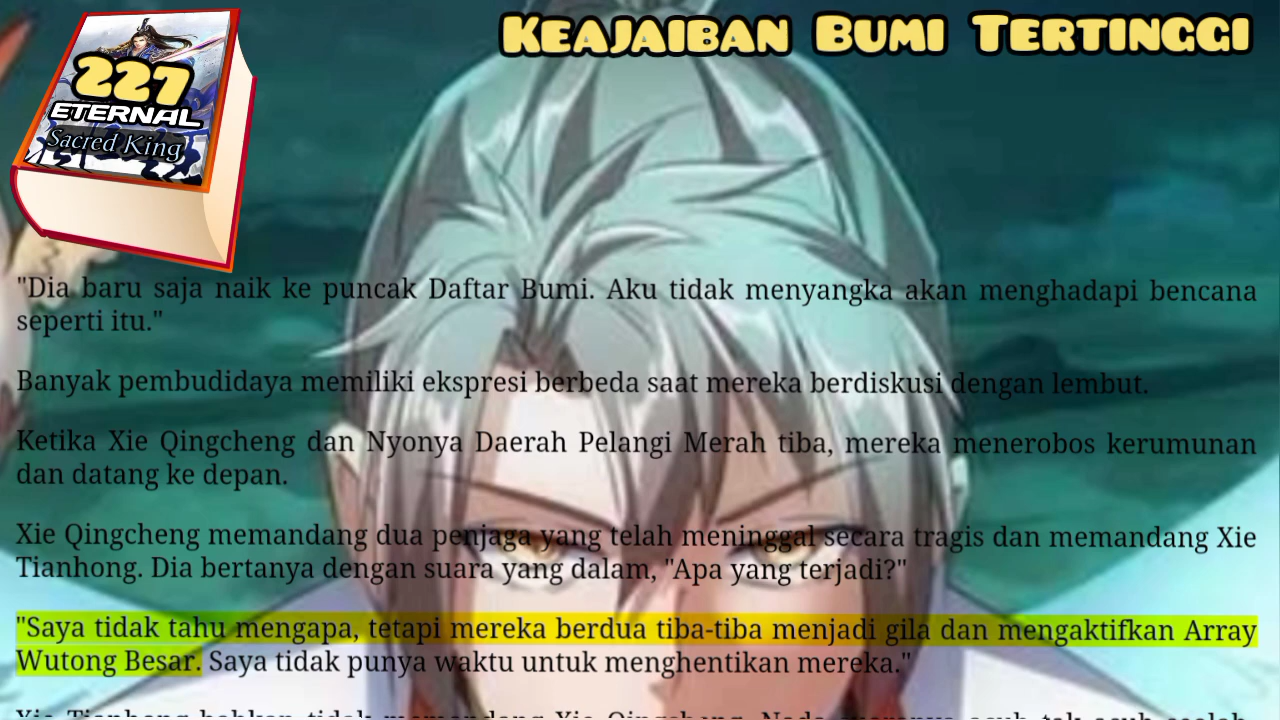 KEAJAIBAN BUMI TERTINGGI
227
ETERNAL
Sacred King
"Dia baru saja naik ke puncak Daftar Bumi. Aku tidak menyangka akan menghadapi bencana
seperti itu."
Banyak pembudidaya memiliki ekspresi berbeda saat mereka berdiskusi dengan lembut.
Ketika Xie Qingcheng dan Nyonya Daerah Pelangi Merah tiba, mereka menerobos kerumunan
dan datang ke depan.
Xie Qingcheng memandang dua penjaga yang telah meninggal secara tragis dan memandang Xie
Tianhong. Dia bertanya dengan suara yang dalam, "Apa yang terjadi?"
"Saya tidak tahu mengapa, tetapi mereka berdua tiba-tiba menjadi gila dan mengaktifkan Array
Wutong Besar. Saya tidak punya waktu untuk menghentikan mereka."